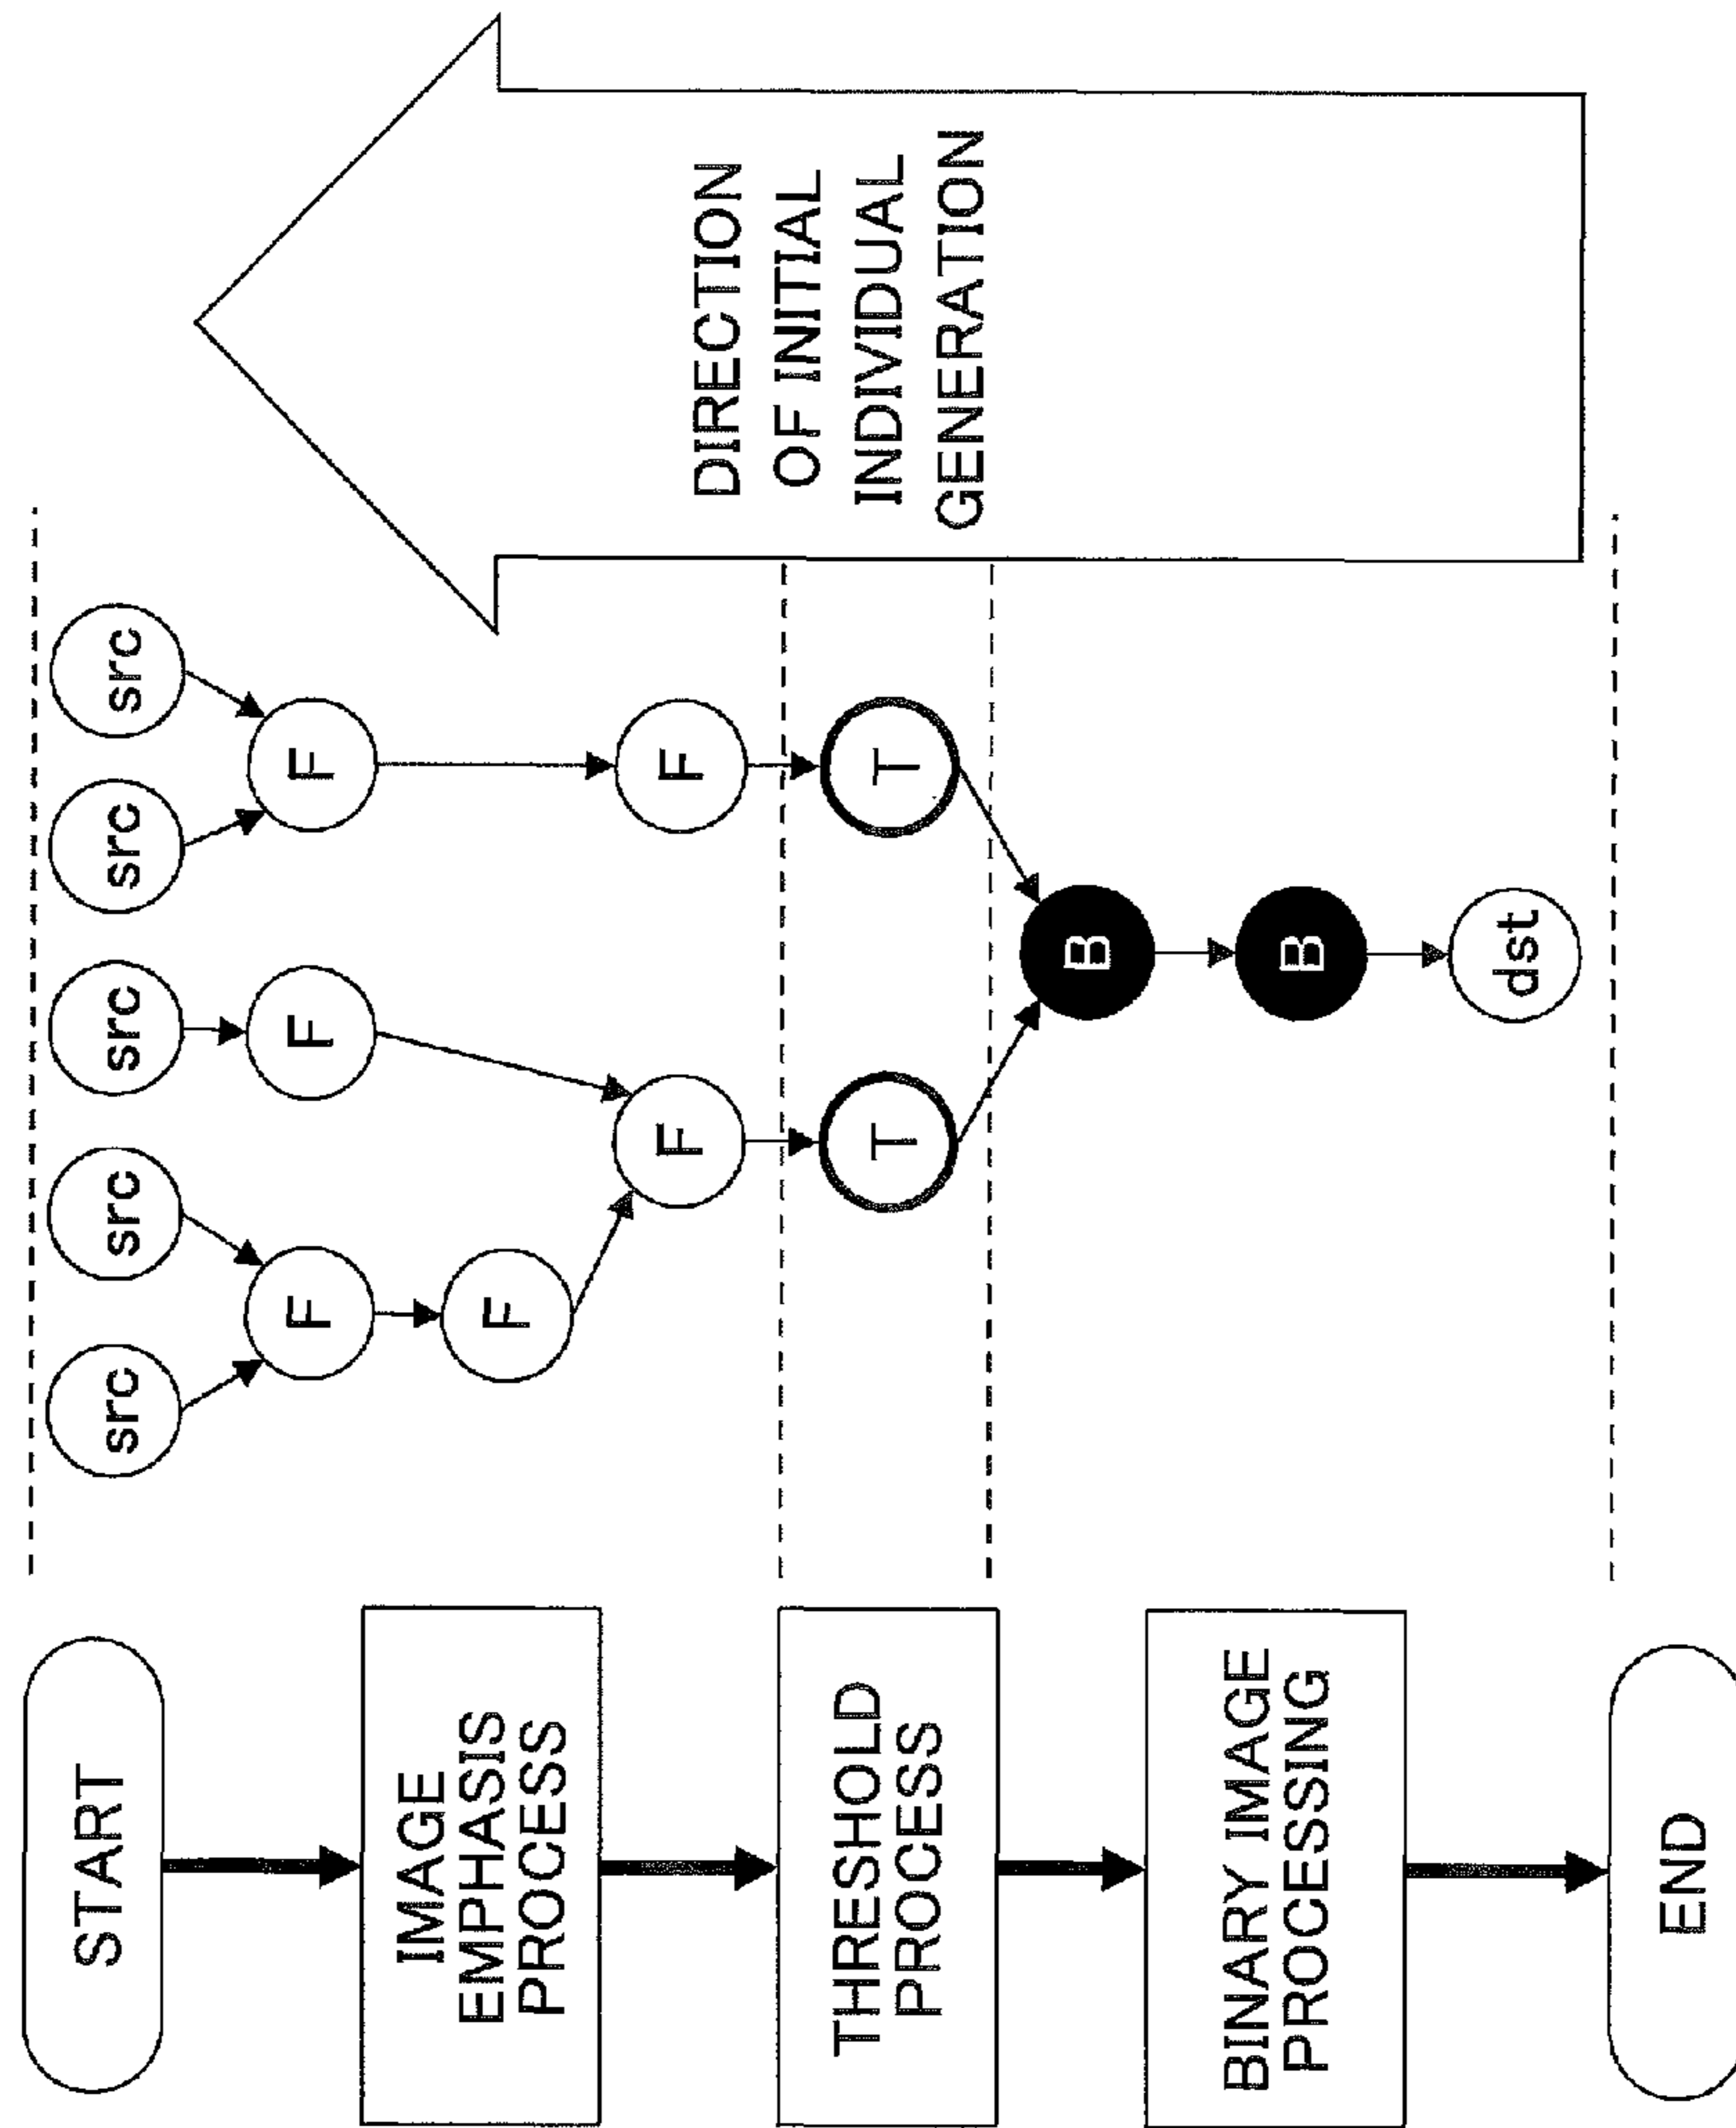 START
IMAGE
EMPHASIS
PROCESS
THRESHOLD
PROCESS
BINARY IMAGE
PROCESSING
END
src
src
src
src
src
F
F
F
F
F
F
T
T
B
B
dst
DIRECTION
OF INITIAL
INDIVIDUAL
GENERATION